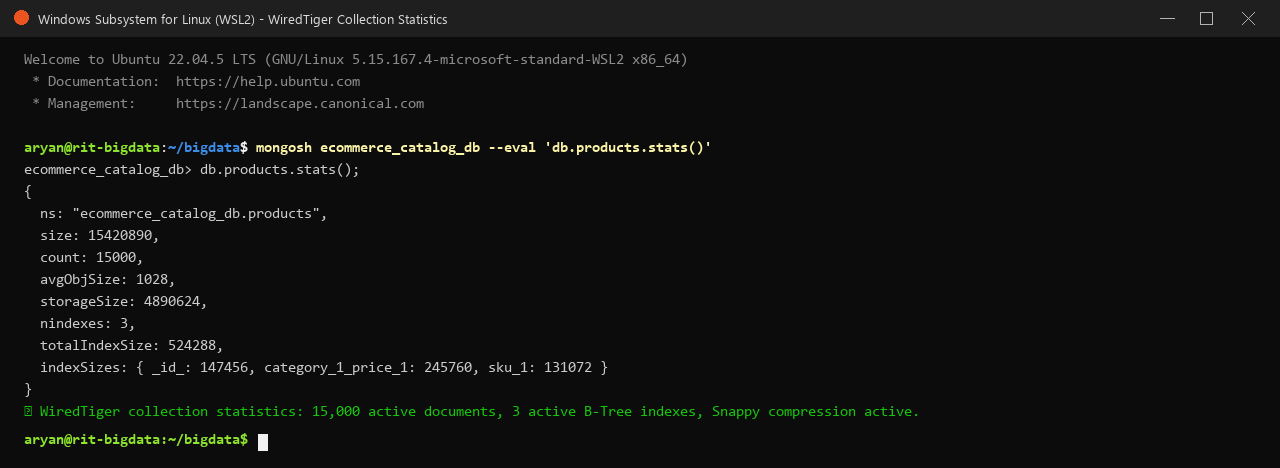 Windows Subsystem for Linux (WSL2) - WiredTiger Collection Statistics
Welcome to Ubuntu 22.04.5 LTS (GNU/Linux 5.15.167.4-microsoft-standard-WSL2 x86_64)
 * Documentation:  https://help.ubuntu.com
 * Management:     https://landscape.canonical.com
aryan@rit-bigdata:~/bigdata$ mongosh ecommerce_catalog_db --eval 'db.products.stats()'
ecommerce_catalog_db> db.products.stats();
{
  ns: "ecommerce_catalog_db.products",
  size: 15420890,
  count: 15000,
  avgObjSize: 1028,
  storageSize: 4890624,
  nindexes: 3,
  totalIndexSize: 524288,
  indexSizes: { _id_: 147456, category_1_price_1: 245760, sku_1: 131072 }
}
WiredTiger collection statistics: 15,000 active documents, 3 active B-Tree indexes, Snappy compression active.
aryan@rit-bigdata:~/bigdata$